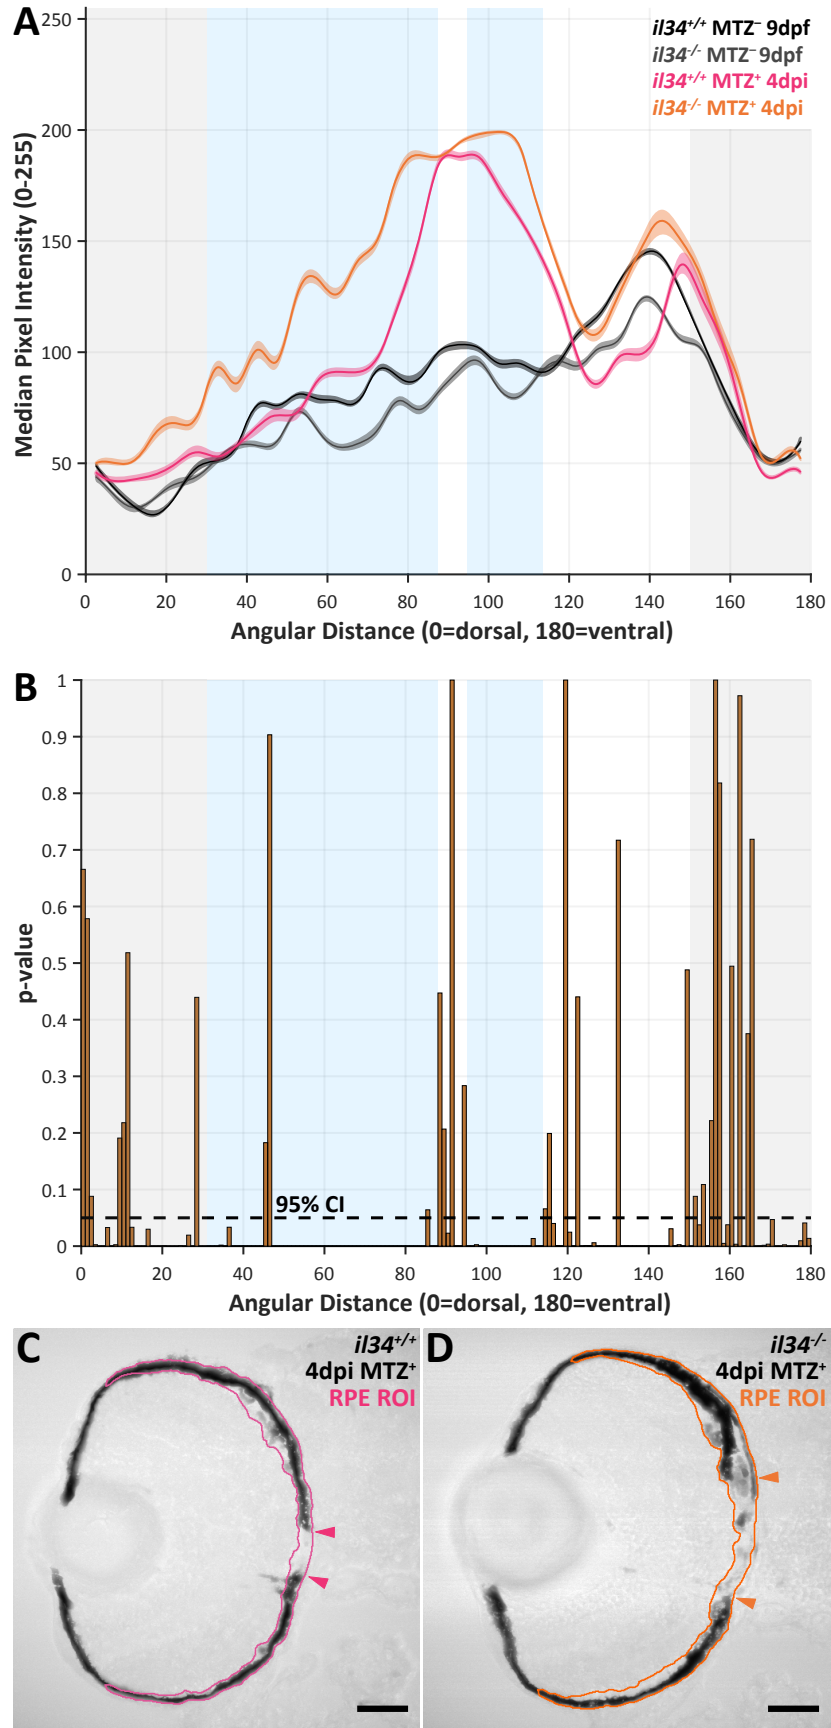 A
250
200
150
100
50
0
Median Pixel Intensity (0-255)
il34+/+ MTZ– 9dpf
il34-/- MTZ– 9dpf
il34+/+ MTZ+ 4dpi
il34-/- MTZ+ 4dpi
0 20 40 60 80 100 120 140 160 180
Angular Distance (0=dorsal, 180=ventral)
B
1
0.9
0.8
0.7
0.6
0.5
0.4
0.3
0.2
0.1
0
p-value
95% CI
0 20 40 60 80 100 120 140 160 180
Angular Distance (0=dorsal, 180=ventral)
C
il34+/+
4dpi MTZ+
RPE ROI
D
il34-/-
4dpi MTZ+
RPE ROI